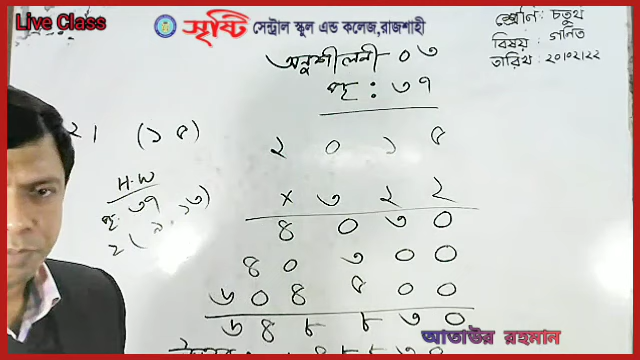 Live Class
সৃষ্টি সেন্ট্রাল স্কুল এন্ড কলেজ,রাজশাহী
শ্রেণি: চতুর্থ
বিষয়: গনিত
তারিখ: ২০।০২।২২
অনুশীলনী - ০৩
পৃ: ৩৭
২। (১৫)
২ ০ ১ ৫
× ৩ ২ ২
৪ ০ ৩ ০
৪ ০ ৩ ০ ০
৬ ০ ৪ ৫ ০ ০
৬ ৪ ৮ ৮ ৩ ০
H.W
পৃ: ৩৭
আতাউর রহমান